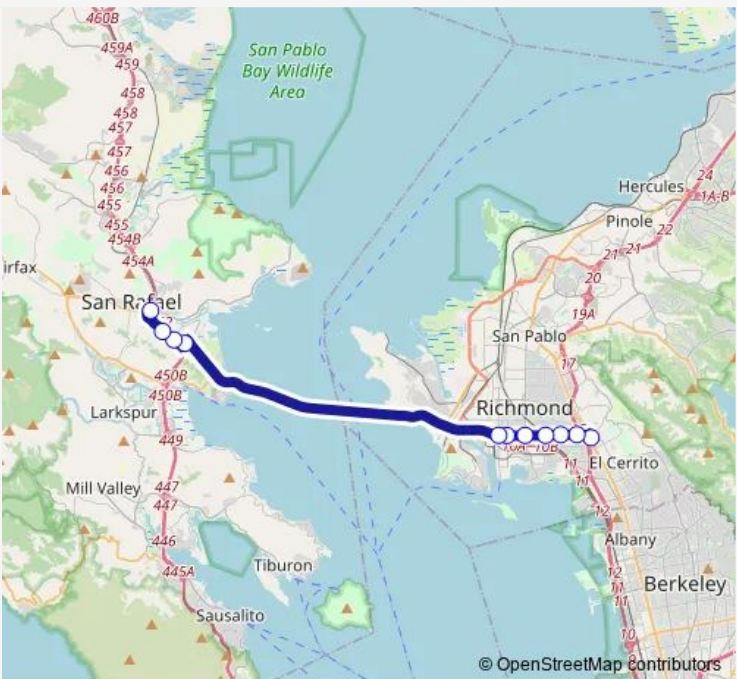 460B
459A
459
458
458
457
457
456
456
455
455
454B
454A
San Pablo
Bay Wildlife
Area
24
1A-B
Hercules
Pinole
22
21 21
20
19A
irfax
San Rafael
San Pablo
17
450B
450B
Richmond
Larkspur
449
10A 10B
11
El Cerrito
11
Mill Valley
447
447
12
446
Albany
445A
Tiburon
12
11
11
Berkeley
Sausalito
10
© OpenStreetMap contributors